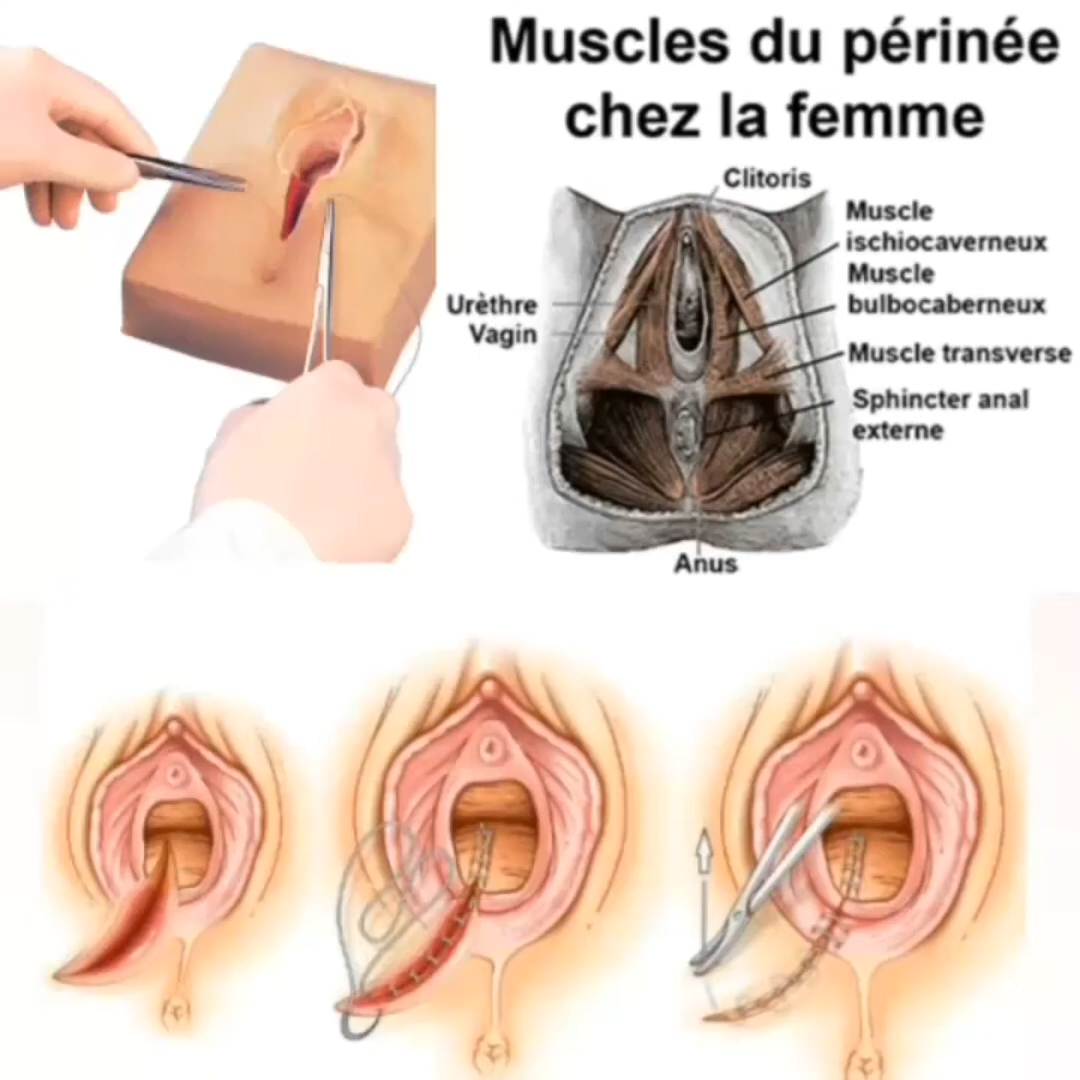 Muscles du périnée
chez la femme
Clitoris
Muscle
ischiocaverneux
Muscle
bulbocaberneux
Urèthre
Vagin
Muscle transverse
Sphincter anal
externe
Anus